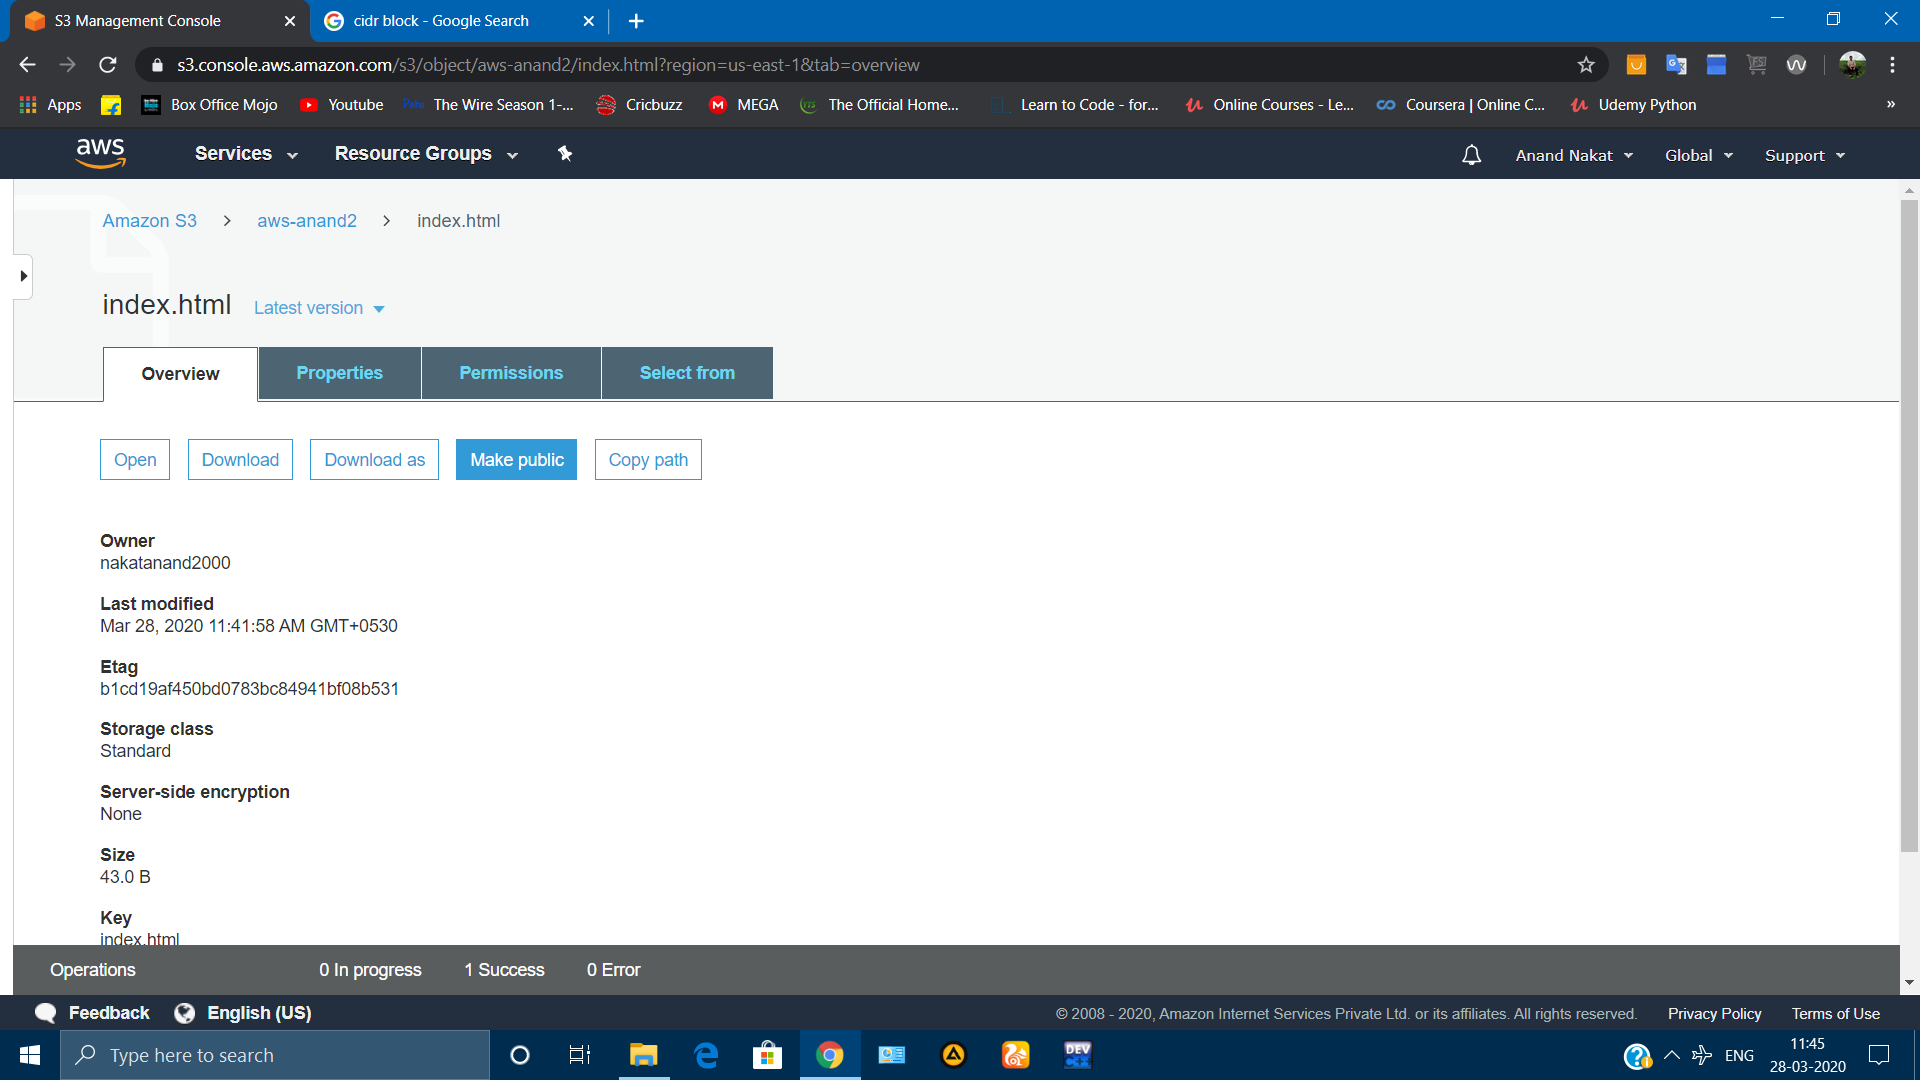 S3 Management Console
cidr block - Google Search
s3.console.aws.amazon.com/s3/object/aws-anand2/index.html?region=us-east-1&tab=overview
Apps
Box Office Mojo
Youtube
The Wire Season 1-...
Cricbuzz
MEGA
The Official Home...
Learn to Code - for...
Online Courses - Le...
Coursera | Online C...
Udemy Python
»
aws
Services
Resource Groups
Anand Nakat
Global
Support
Amazon S3 > aws-anand2 > index.html
index.html Latest version
Overview
Properties
Permissions
Select from
Open
Download
Download as
Make public
Copy path
Owner
nakatanand2000
Last modified
Mar 28, 2020 11:41:58 AM GMT+0530
Etag
b1cd19af450bd0783bc84941bf08b531
Storage class
Standard
Server-side encryption
None
Size
43.0 B
Key
index.html
Operations
0 In progress
1 Success
0 Error
Feedback
English (US)
© 2008 - 2020, Amazon Internet Services Private Ltd. or its affiliates. All rights reserved.
Privacy Policy
Terms of Use
Type here to search
DEV
C++
ENG
11:45
28-03-2020